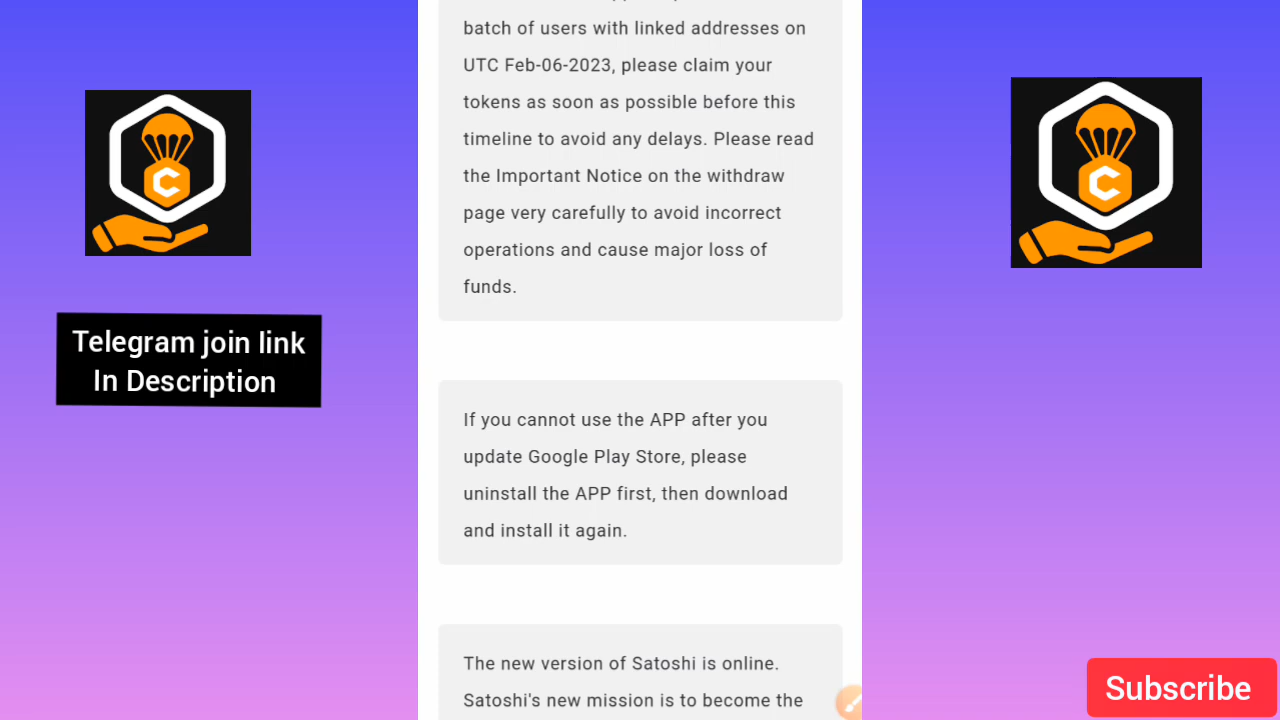 batch of users with linked addresses on
UTC Feb-06-2023, please claim your
tokens as soon as possible before this
timeline to avoid any delays. Please read
the Important Notice on the withdraw
page very carefully to avoid incorrect
operations and cause major loss of
funds.
Telegram join link
In Description
If you cannot use the APP after you
update Google Play Store, please
uninstall the APP first, then download
and install it again.
The new version of Satoshi is online.
Satoshi's new mission is to become the
Subscribe